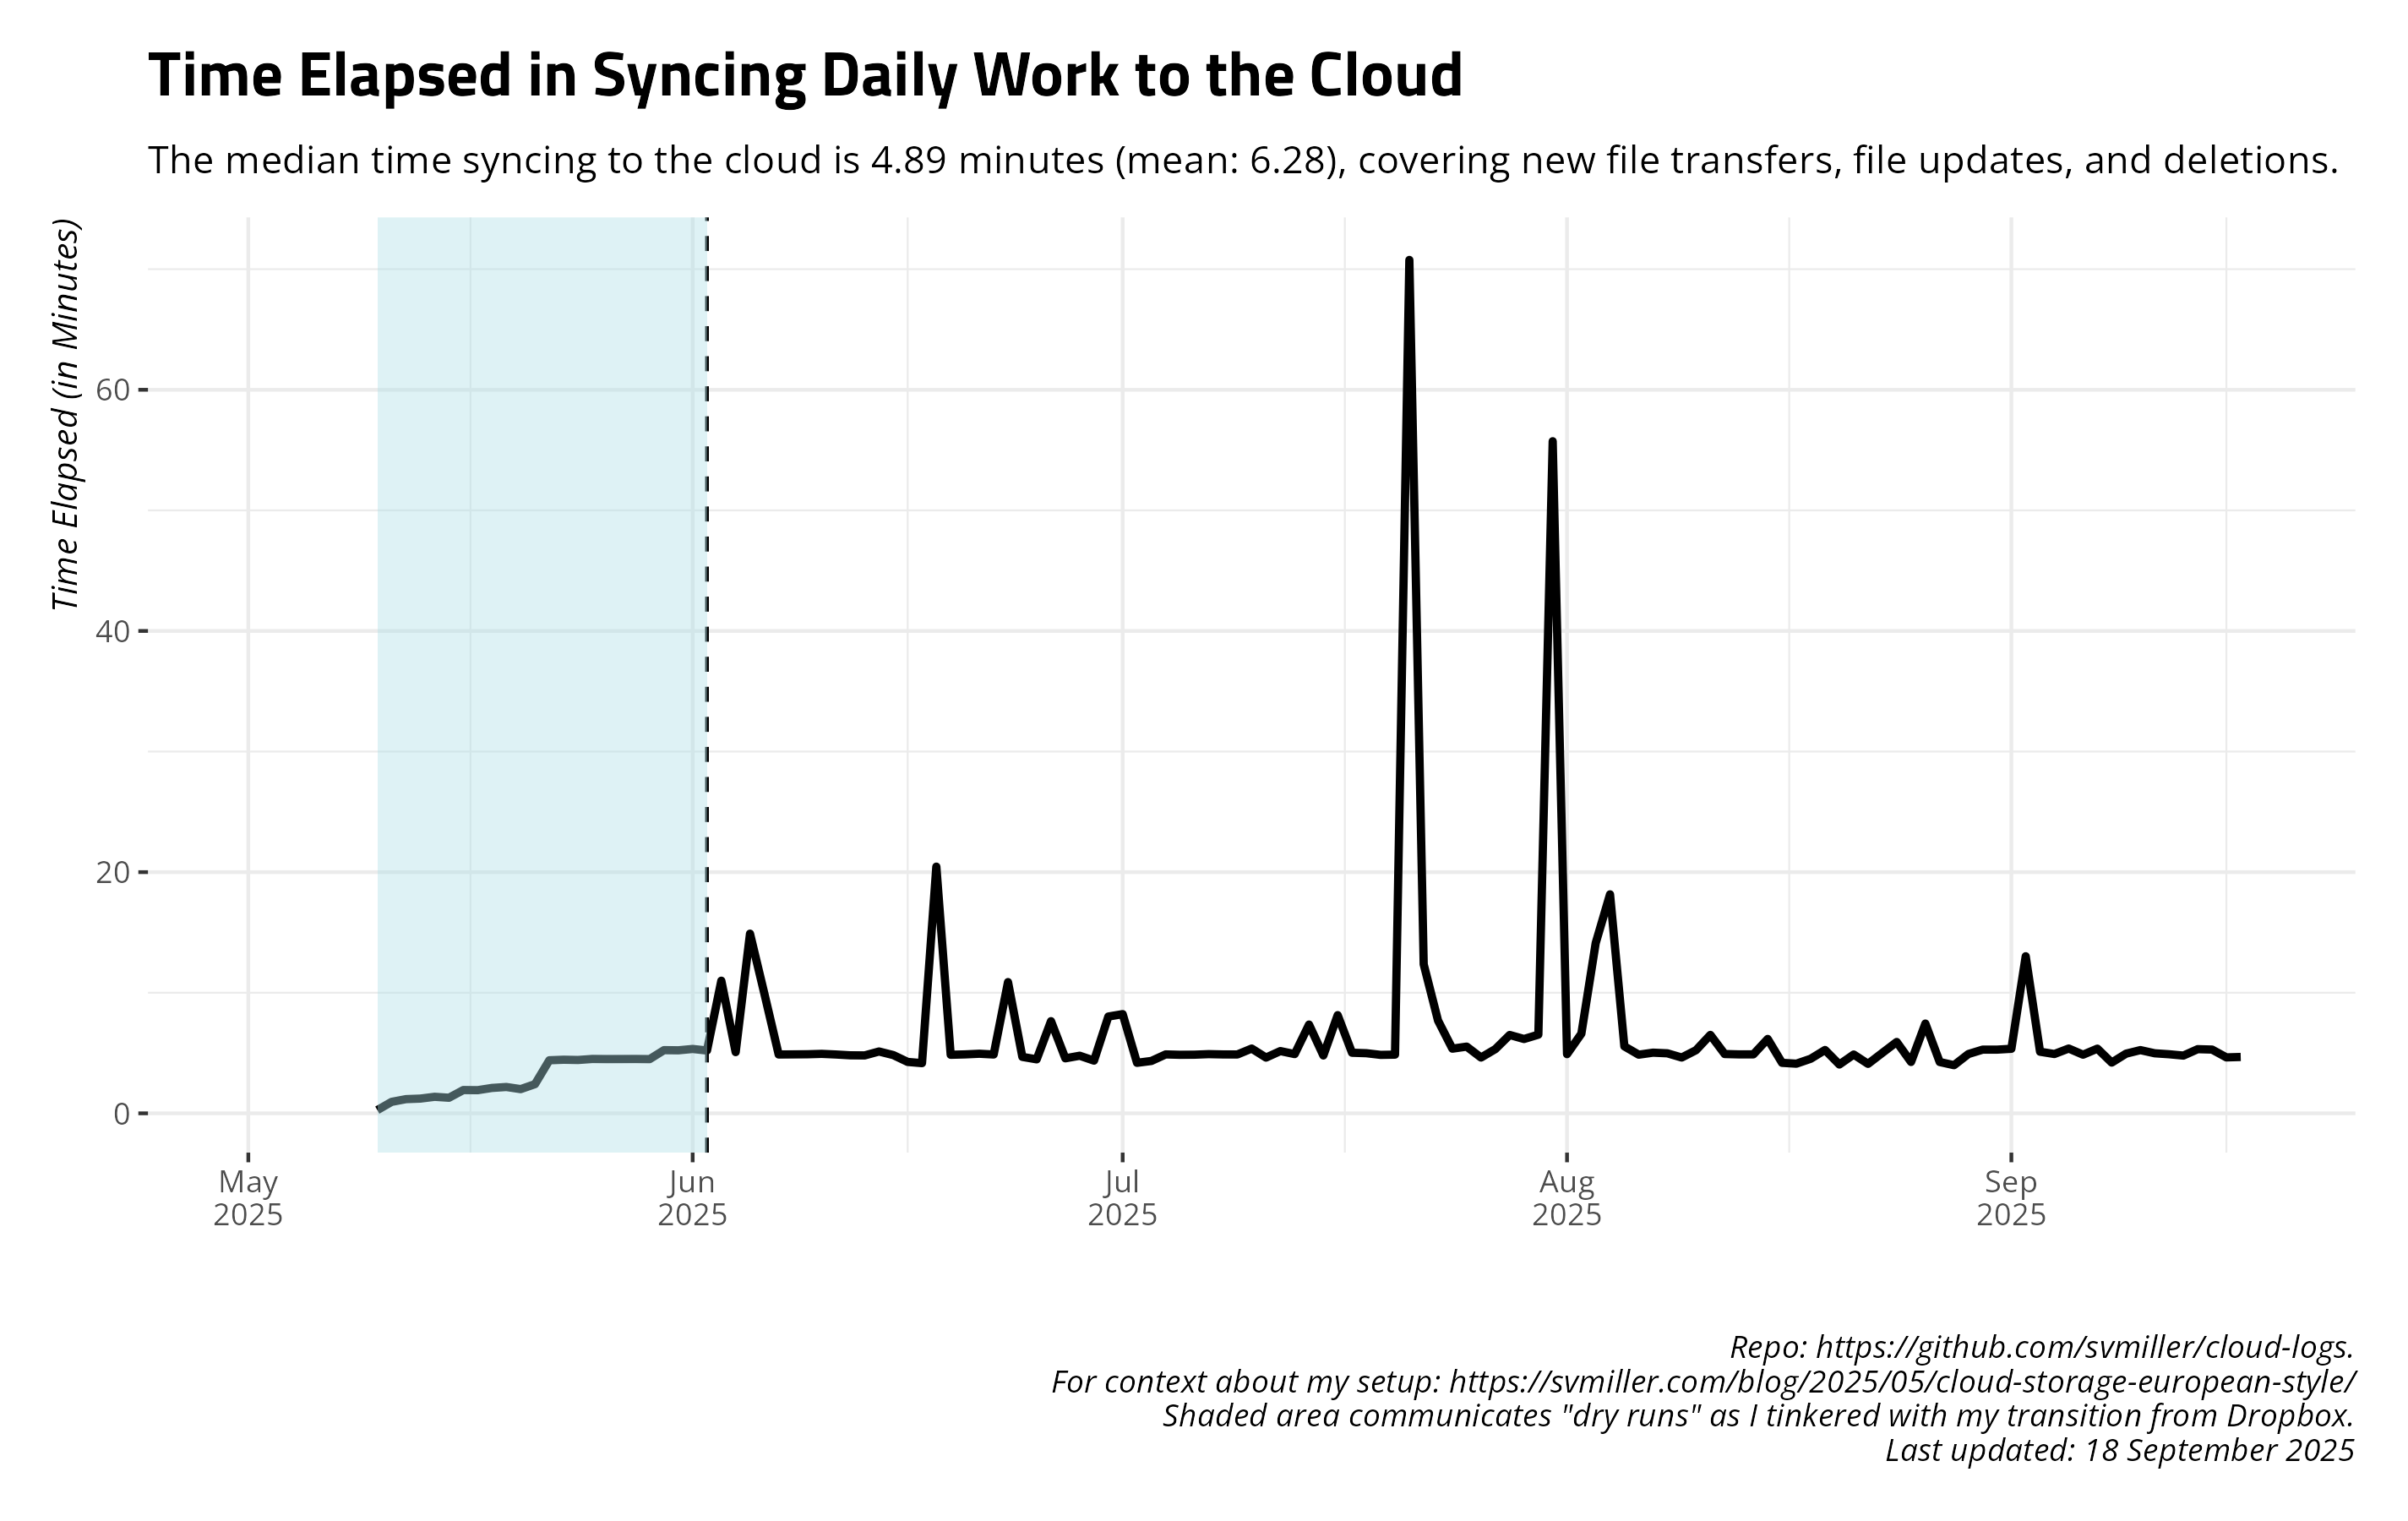 Time Elapsed in Syncing Daily Work to the Cloud
The median time syncing to the cloud is 4.89 minutes (mean: 6.28), covering new file transfers, file updates, and deletions.
Time Elapsed (in Minutes)
60
40
20
0
May
2025
Jun
2025
Jul
2025
Aug
2025
Sep
2025
Repo: https://github.com/svmiller/cloud-logs.
For context about my setup: https://svmiller.com/blog/2025/05/cloud-storage-european-style/
Shaded area communicates "dry runs" as I tinkered with my transition from Dropbox.
Last updated: 18 September 2025